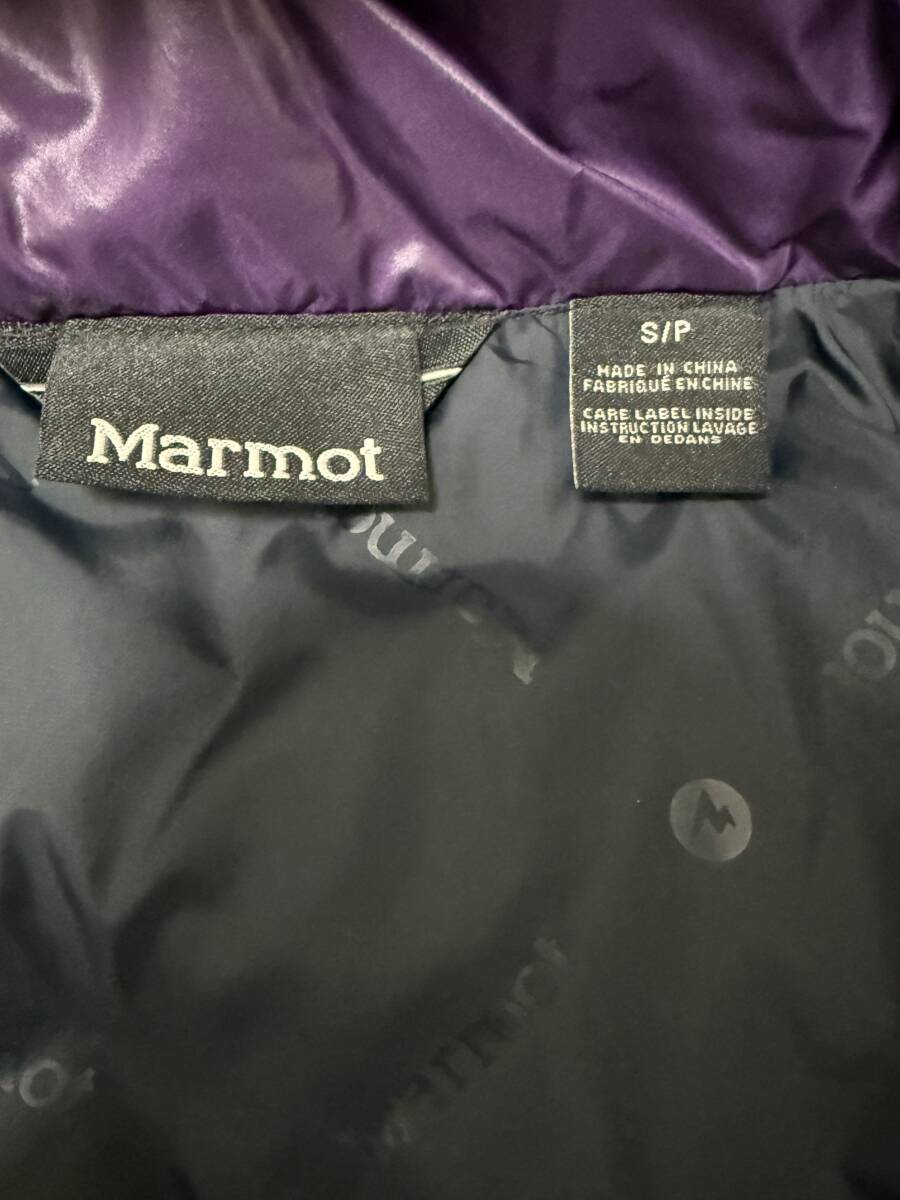 Marmot
S/P
MADE IN CHINA
FABRIQUÉ EN CHINE
CARE LABEL INSIDE
INSTRUCTION LAVAGE
EN DEDANS
Marmot